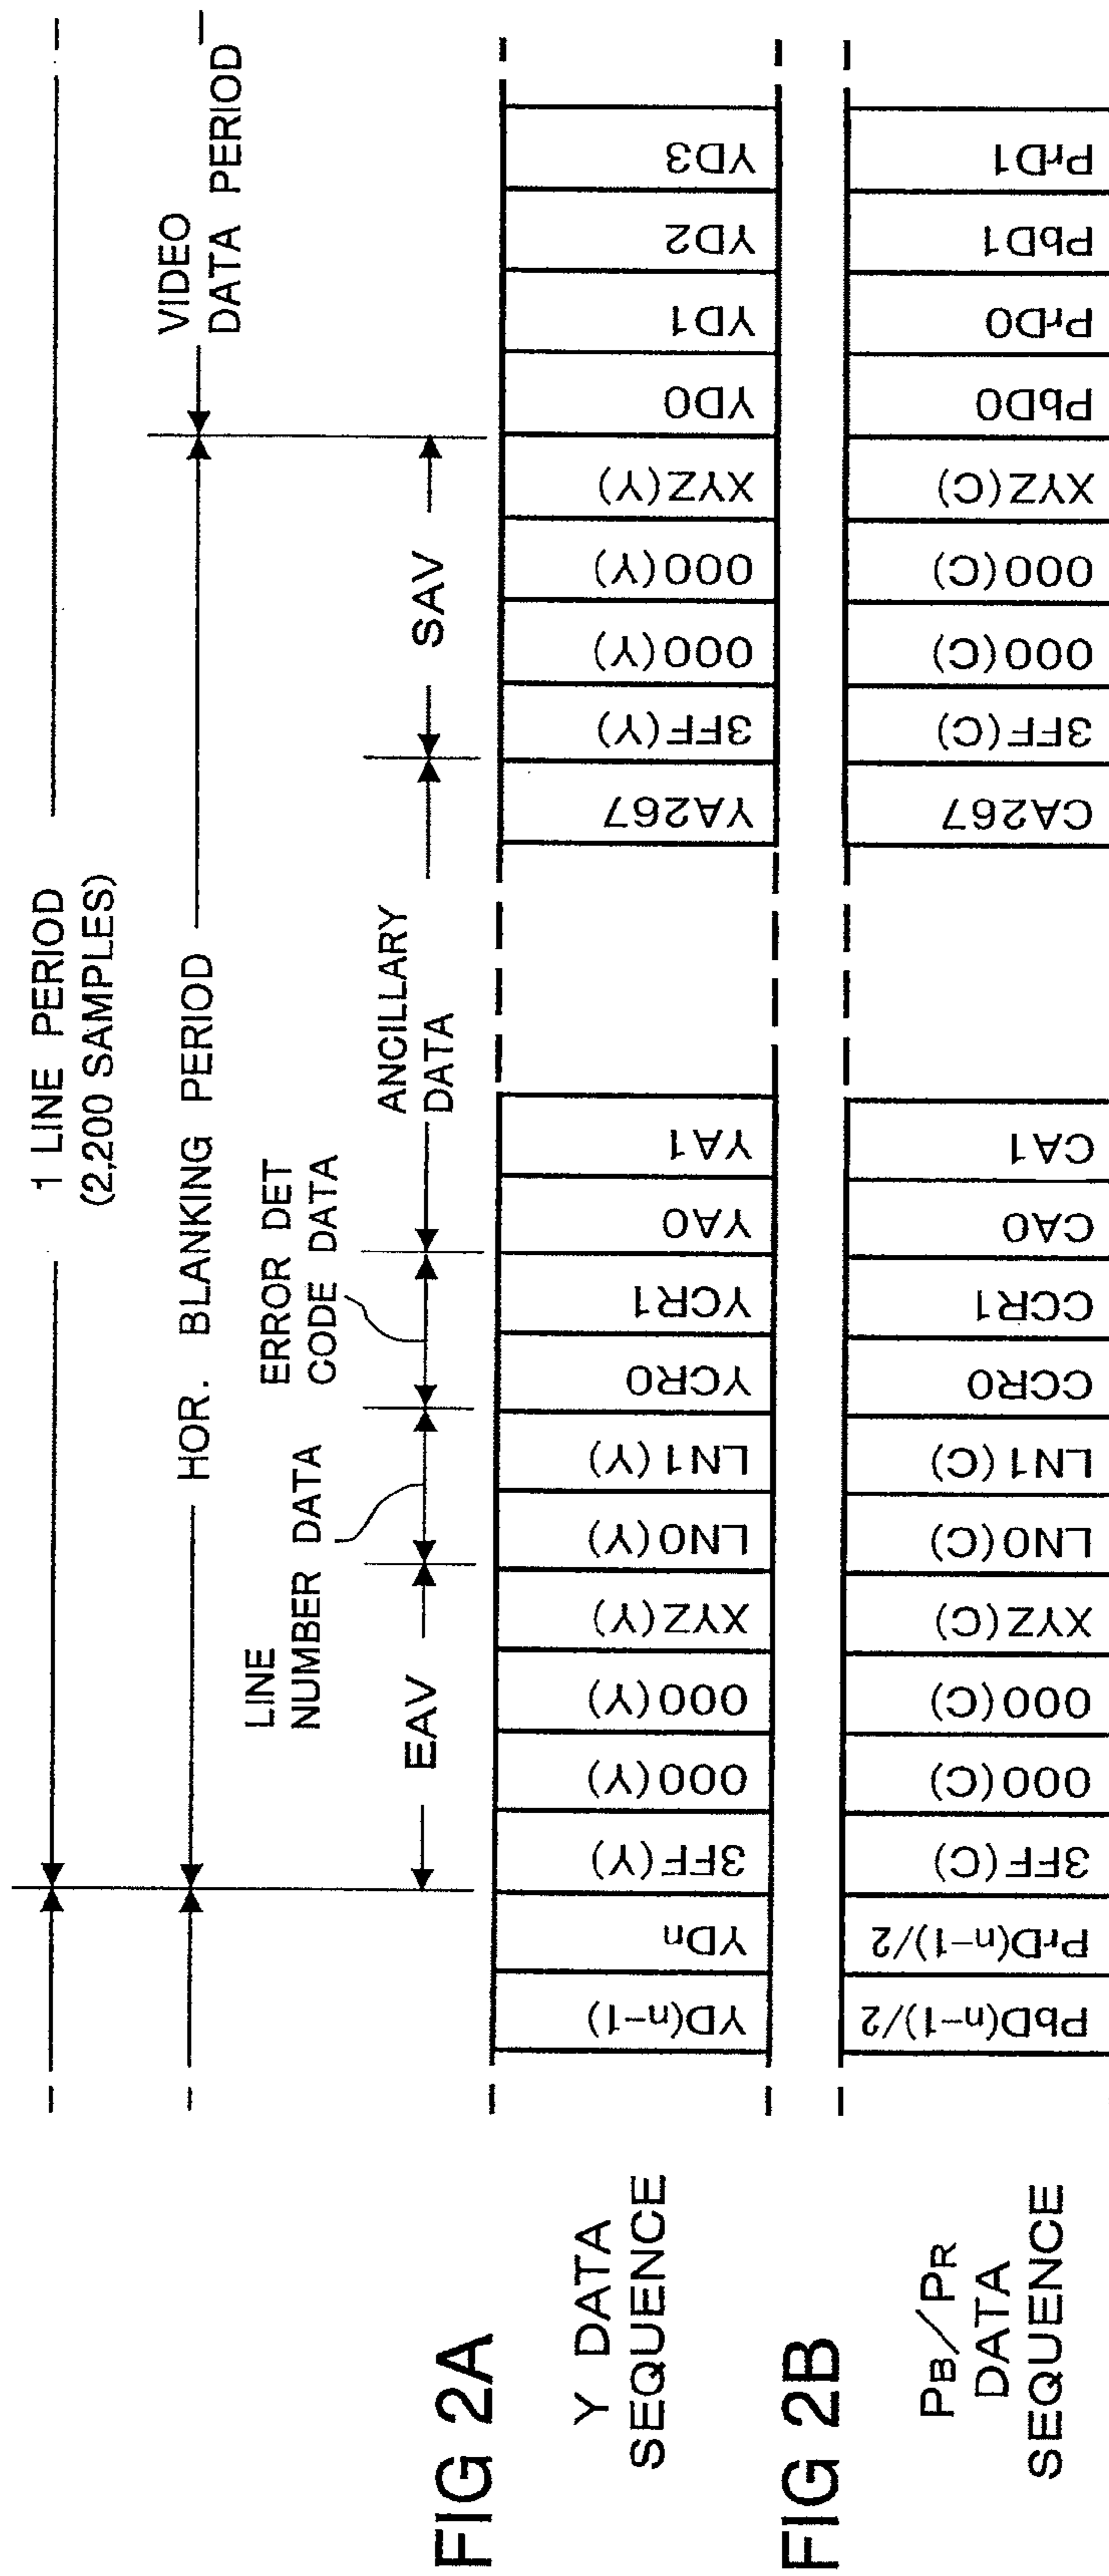 1 LINE PERIOD
(2,200 SAMPLES)
HOR. BLANKING PERIOD
VIDEO
DATA PERIOD
LINE
NUMBER DATA
ERROR DET
CODE DATA
EAV
ANCILLARY
DATA
SAV
FIG 2A
Y DATA
SEQUENCE
YD(n-1)
YDn
3FF(Y)
000(Y)
000(Y)
XYZ(Y)
LN0(Y)
LN1(Y)
YCR0
YCR1
YA0
YA1
YA267
3FF(Y)
000(Y)
000(Y)
XYZ(Y)
YD0
YD1
YD2
YD3
FIG 2B
PB/PR
DATA
SEQUENCE
PbD(n-1)/2
PrD(n-1)/2
3FF(C)
000(C)
000(C)
XYZ(C)
LN0(C)
LN1(C)
CCR0
CCR1
CA0
CA1
CA267
3FF(C)
000(C)
000(C)
XYZ(C)
PbD0
PrD0
PbD1
PrD1